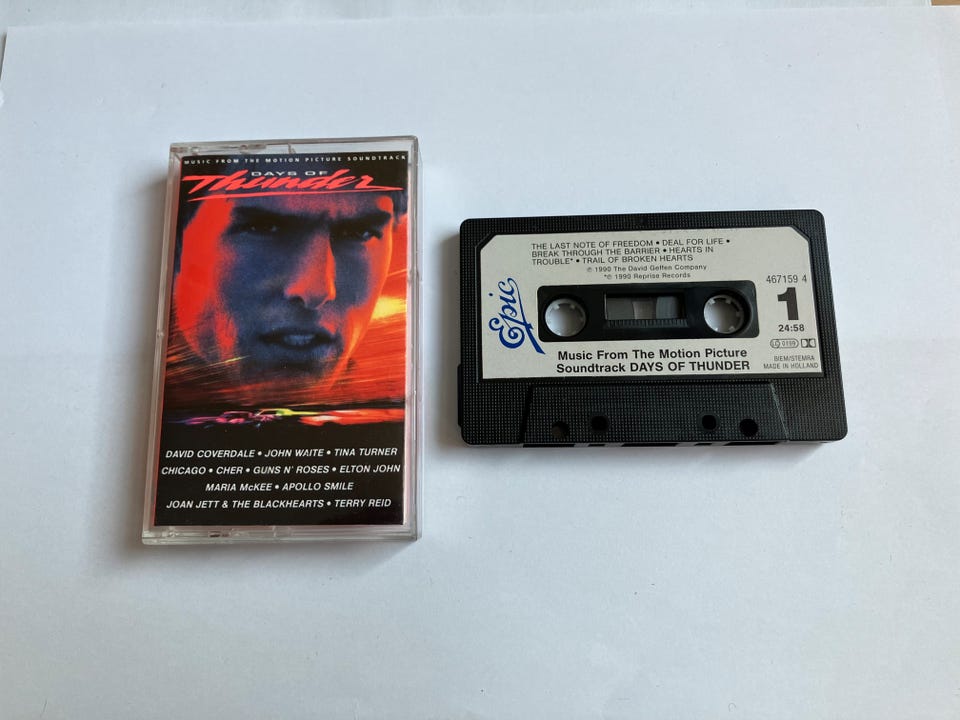 MUSIC FROM THE MOTION PICTURE SOUNDTRACK
DAYS OF
Thunder
DAVID COVERDALE • JOHN WAITE • TINA TURNER
CHICAGO • CHER • GUNS N' ROSES • ELTON JOHN
MARIA McKEE • APOLLO SMILE
JOAN JETT & THE BLACKHEARTS • TERRY REID
THE LAST NOTE OF FREEDOM • DEAL FOR LIFE •
BREAK THROUGH THE BARRIER • HEARTS IN
TROUBLE* • TRAIL OF BROKEN HEARTS
℗ 1990 The David Geffen Company
*℗ 1990 Reprise Records
Epic
467159 4
1
24:58
LC 0199
BIEM/STEMRA
MADE IN HOLLAND
Music From The Motion Picture
Soundtrack DAYS OF THUNDER